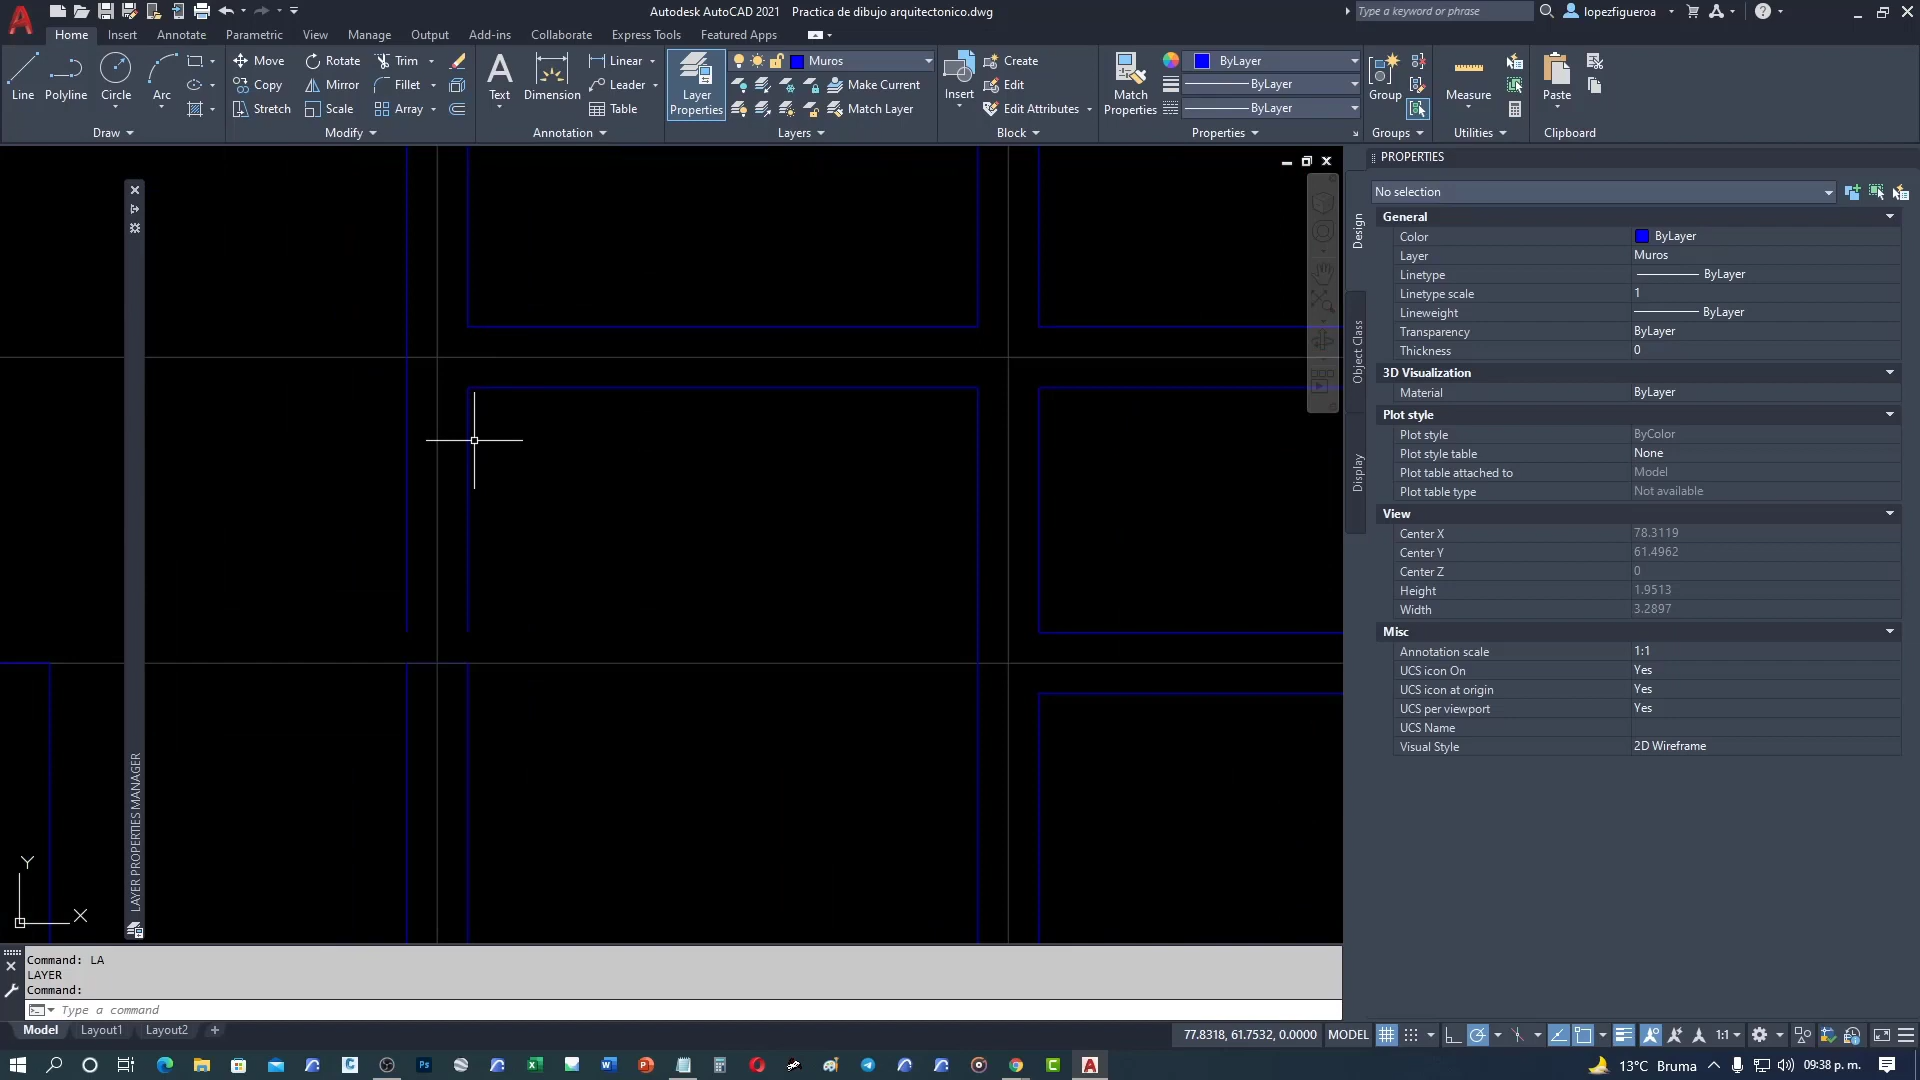 Autodesk AutoCAD 2021 Practica de dibujo arquitectonico.dwg
Type a keyword or phrase
lopezfigueroa
Home Insert Annotate Parametric View Manage Output Add-ins Collaborate Express Tools Featured Apps
Line Polyline Circle Arc
Move Rotate Trim
Copy Mirror Fillet
Stretch Scale Array
Text Dimension
Linear
Leader
Table
Layer Properties
Muros
Make Current
Match Layer
Insert
Create
Edit
Edit Attributes
Match Properties
ByLayer
ByLayer
ByLayer
Group
Measure
Paste
Draw Modify Annotation Layers Block Properties Groups Utilities Clipboard
LAYER PROPERTIES MANAGER
Y
X
Design
Object Class
Display
PROPERTIES
No selection
General
Color ByLayer
Layer Muros
Linetype ByLayer
Linetype scale 1
Lineweight ByLayer
Transparency ByLayer
Thickness 0
3D Visualization
Material ByLayer
Plot style
Plot style ByColor
Plot style table None
Plot table attached to Model
Plot table type Not available
View
Center X 78.3119
Center Y 61.4962
Center Z 0
Height 1.9513
Width 3.2897
Misc
Annotation scale 1:1
UCS icon On Yes
UCS icon at origin Yes
UCS per viewport Yes
UCS Name
Visual Style 2D Wireframe
Command: LA
LAYER
Command:
Type a command
Model Layout1 Layout2 +
77.8318, 61.7532, 0.0000 MODEL 1:1
13°C Bruma 09:38 p. m.